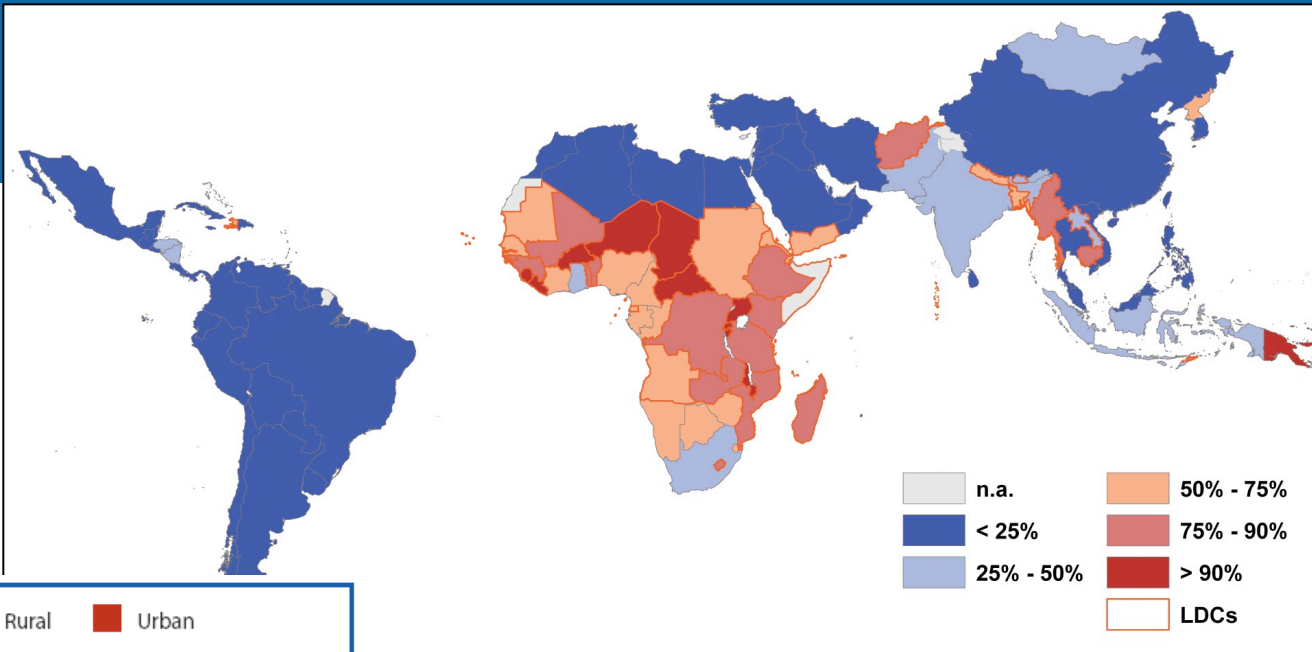 n.a.
< 25%
25% - 50%
50% - 75%
75% - 90%
> 90%
LDCs
Rural
Urban